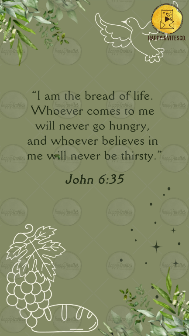 “I am the bread of life.
Whoever comes to me
will never go hungry,
and whoever believes in
me will never be thirsty.”
John 6:35